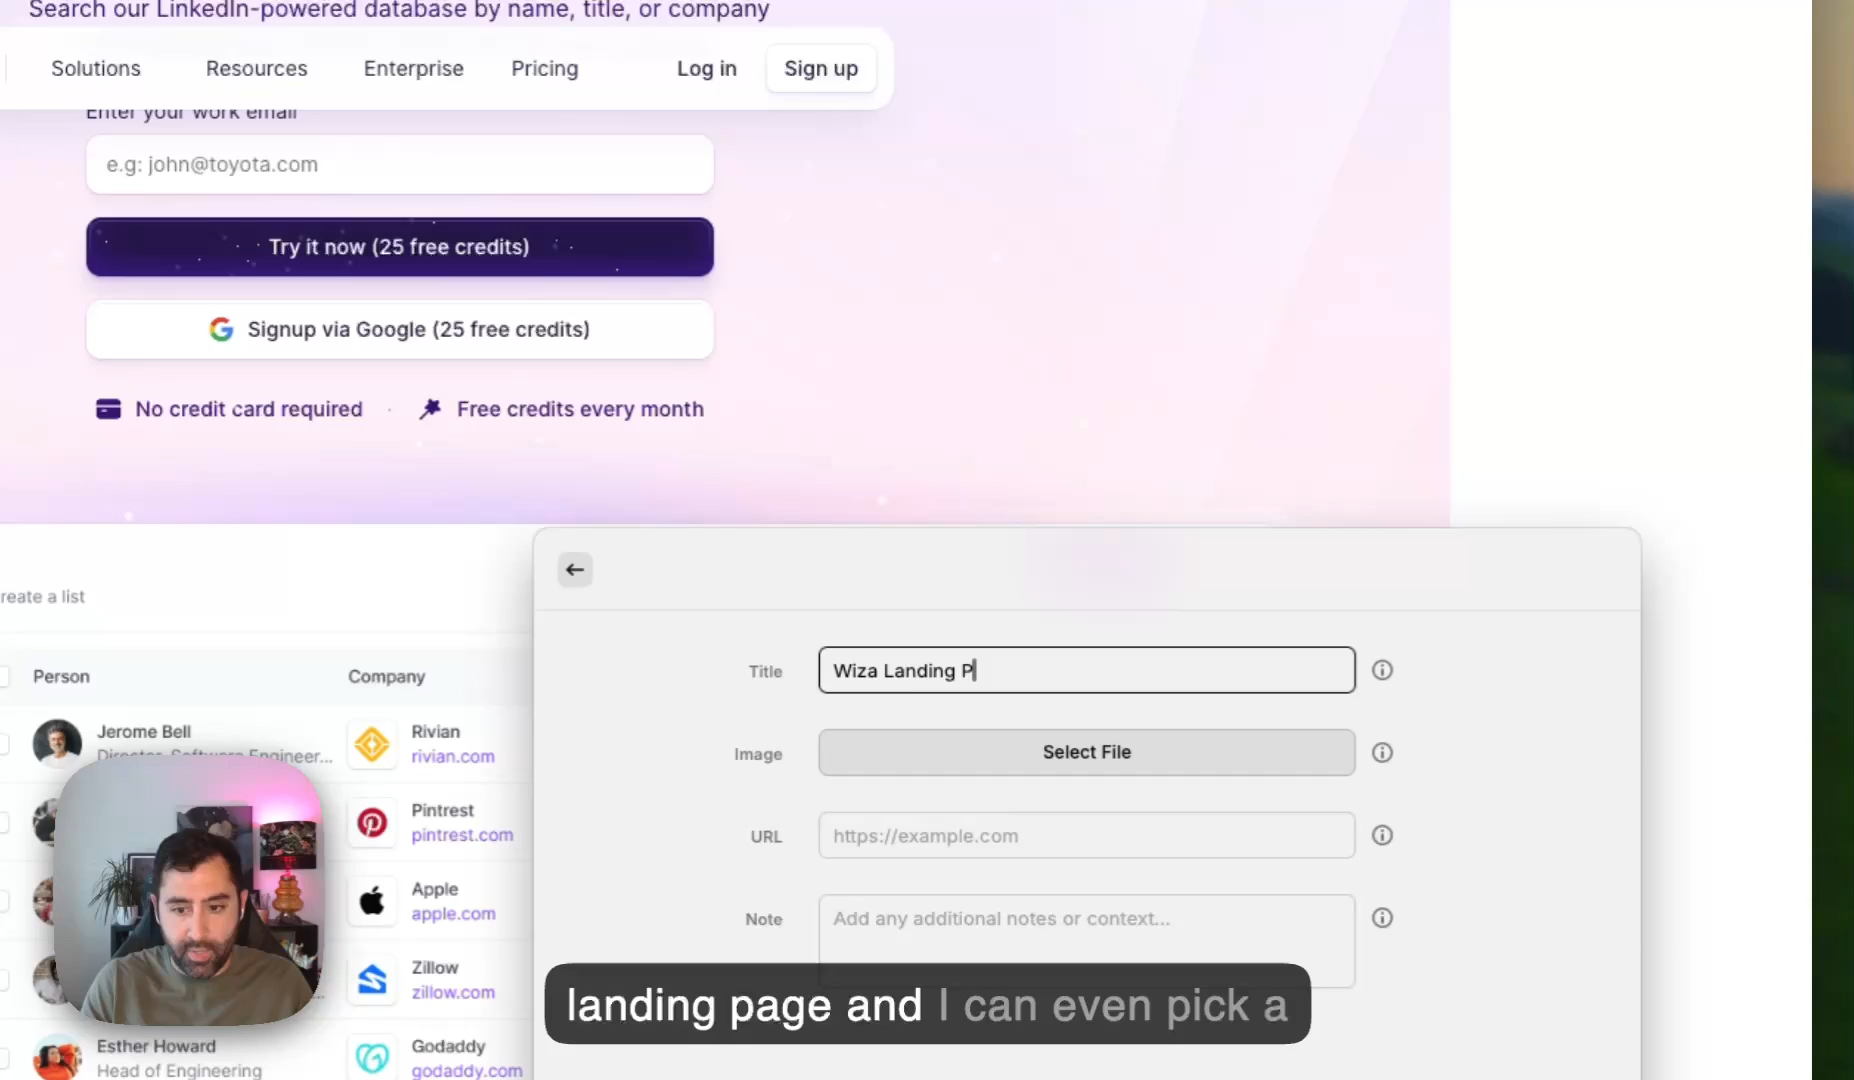 Search our LinkedIn-powered database by name, title, or company
Solutions
Resources
Enterprise
Pricing
Log in
Sign up
Enter your work email
e.g: john@toyota.com
Try it now (25 free credits)
Signup via Google (25 free credits)
No credit card required · Free credits every month
reate a list
Person
Company
Jerome Bell
Director, Software Engineer...
Rivian
rivian.com
Pintrest
pintrest.com
Apple
apple.com
Zillow
zillow.com
Esther Howard
Head of Engineering
Godaddy
godaddy.com
Title
Wiza Landing P
Image
Select File
URL
https://example.com
Note
Add any additional notes or context...
landing page and I can even pick a